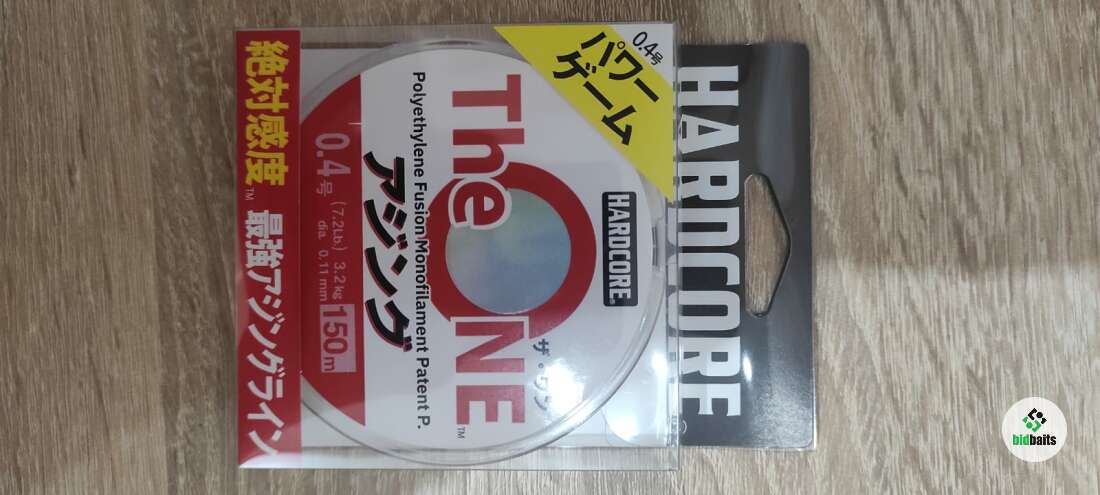 HARDCORE
®
0.4号
パワー
ゲーム
HARDCORE®
ザ・ワン
The ONE™
Polyethylene Fusion Monofilament Patent P.
アジング
0.4号 (7.2Lb.) 3.2kg 150m
dia. 0.11mm
絶対感度™ 最強アジングライン
bidbaits